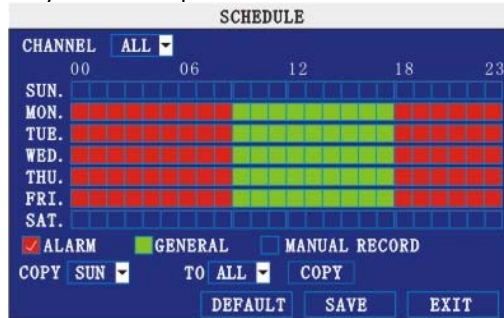 SCHEDULE
CHANNEL ALL
00 06 12 18 23
SUN.
MON.
TUE.
WED.
THU.
FRI.
SAT.
ALARM GENERAL MANUAL RECORD
COPY SUN TO ALL COPY
DEFAULT SAVE EXIT